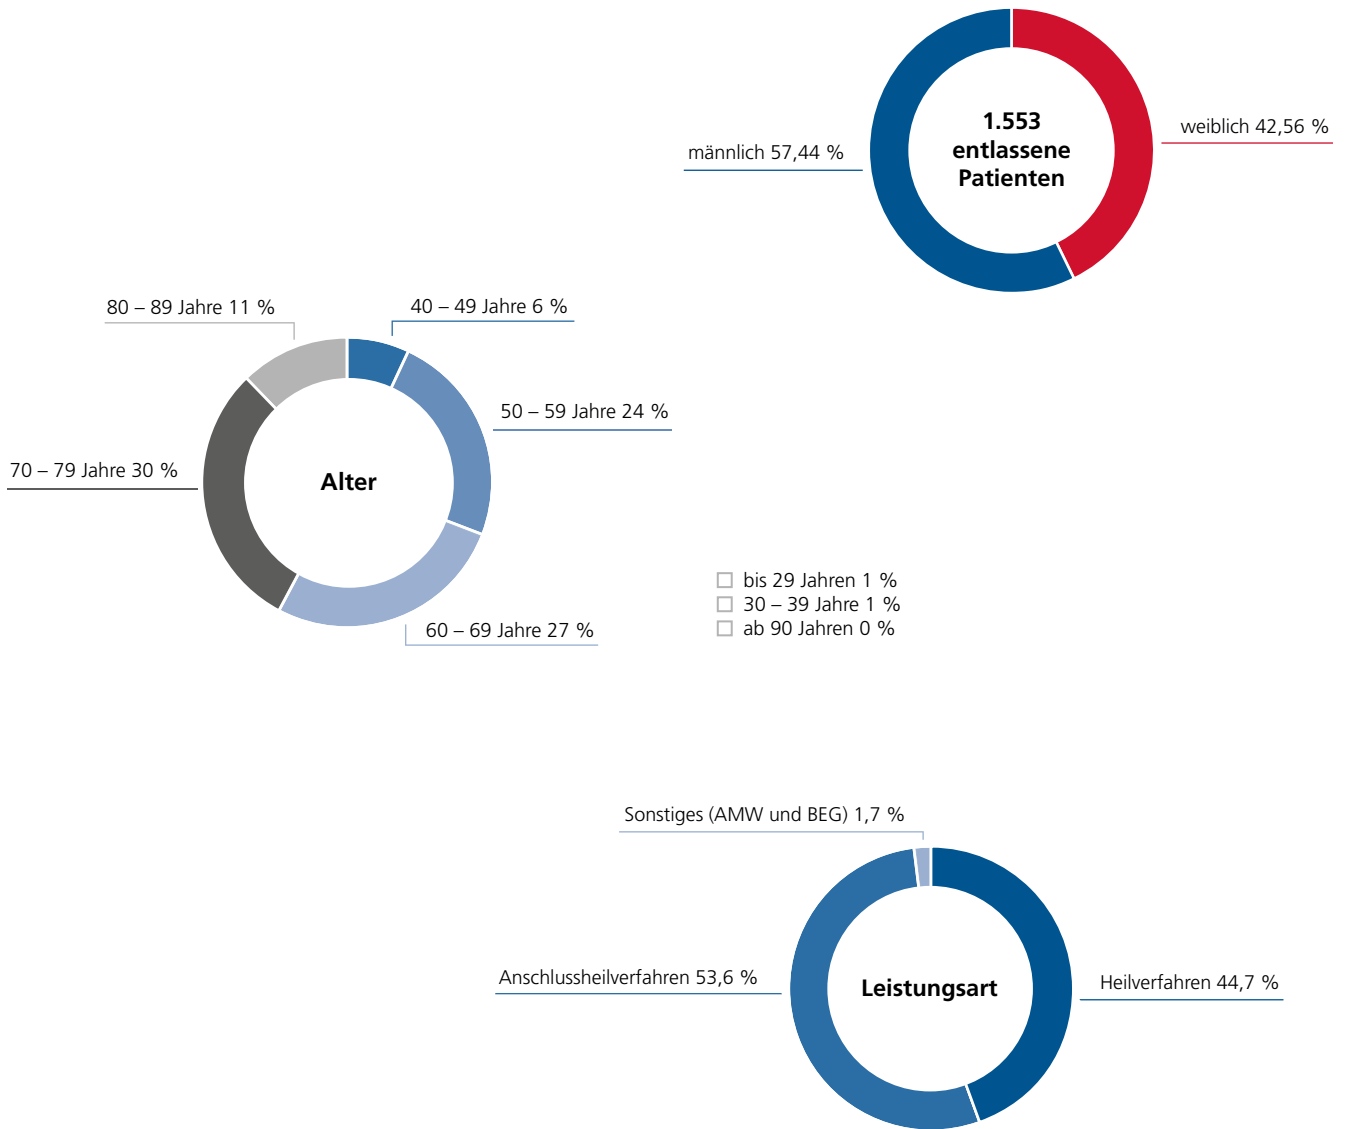 1.553
entlassene
Patienten
männlich 57,44 %
weiblich 42,56 %
80 – 89 Jahre 11 %
40 – 49 Jahre 6 %
50 – 59 Jahre 24 %
70 – 79 Jahre 30 %
Alter
60 – 69 Jahre 27 %
bis 29 Jahren 1 %
30 – 39 Jahre 1 %
ab 90 Jahren 0 %
Sonstiges (AMW und BEG) 1,7 %
Anschlussheilverfahren 53,6 %
Leistungsart
Heilverfahren 44,7 %